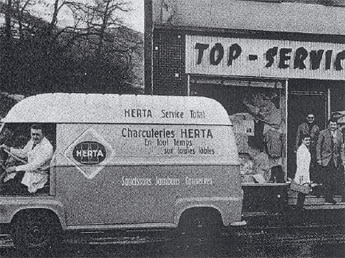 TOP - SERVIC
HERTA Service Total
Charcuteries HERTA
En tout temps
sur toutes tables
HERTA
Saucissons Jambons Conserves